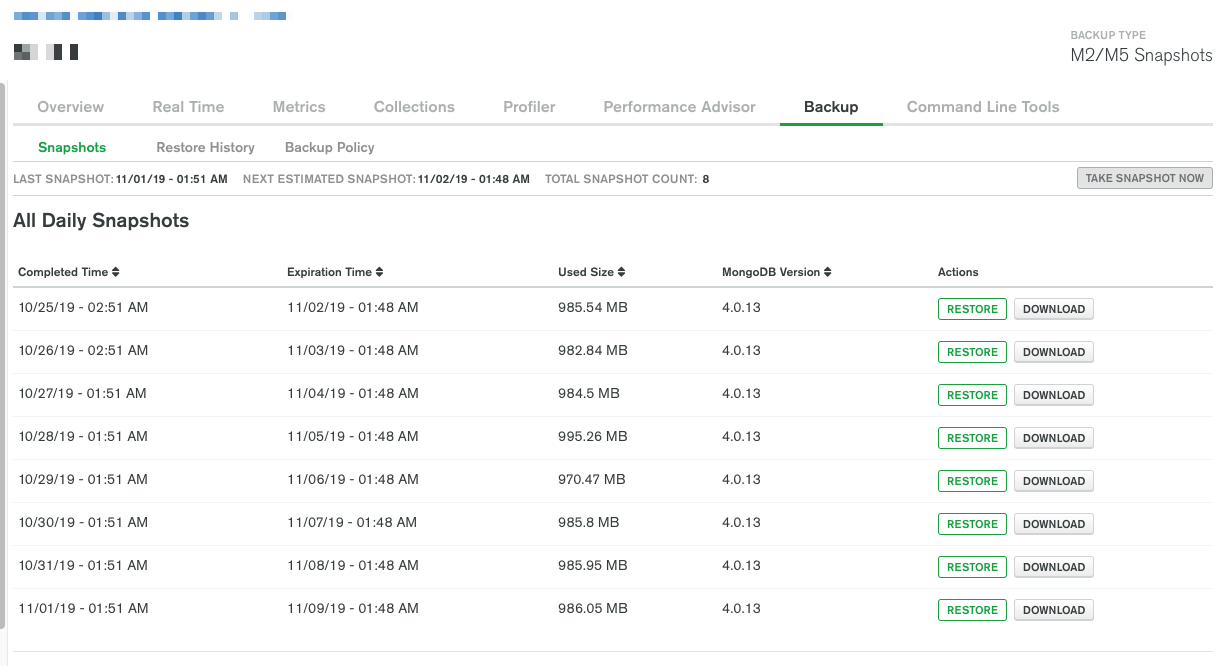 BACKUP TYPE
M2/M5 Snapshots
Overview Real Time Metrics Collections Profiler Performance Advisor Backup Command Line Tools
Snapshots Restore History Backup Policy
LAST SNAPSHOT: 11/01/19 - 01:51 AM NEXT ESTIMATED SNAPSHOT: 11/02/19 - 01:48 AM TOTAL SNAPSHOT COUNT: 8 TAKE SNAPSHOT NOW
All Daily Snapshots
Completed Time Expiration Time Used Size MongoDB Version Actions
10/25/19 - 02:51 AM 11/02/19 - 01:48 AM 985.54 MB 4.0.13 RESTORE DOWNLOAD
10/26/19 - 02:51 AM 11/03/19 - 01:48 AM 982.84 MB 4.0.13 RESTORE DOWNLOAD
10/27/19 - 01:51 AM 11/04/19 - 01:48 AM 984.5 MB 4.0.13 RESTORE DOWNLOAD
10/28/19 - 01:51 AM 11/05/19 - 01:48 AM 995.26 MB 4.0.13 RESTORE DOWNLOAD
10/29/19 - 01:51 AM 11/06/19 - 01:48 AM 970.47 MB 4.0.13 RESTORE DOWNLOAD
10/30/19 - 01:51 AM 11/07/19 - 01:48 AM 985.8 MB 4.0.13 RESTORE DOWNLOAD
10/31/19 - 01:51 AM 11/08/19 - 01:48 AM 985.95 MB 4.0.13 RESTORE DOWNLOAD
11/01/19 - 01:51 AM 11/09/19 - 01:48 AM 986.05 MB 4.0.13 RESTORE DOWNLOAD